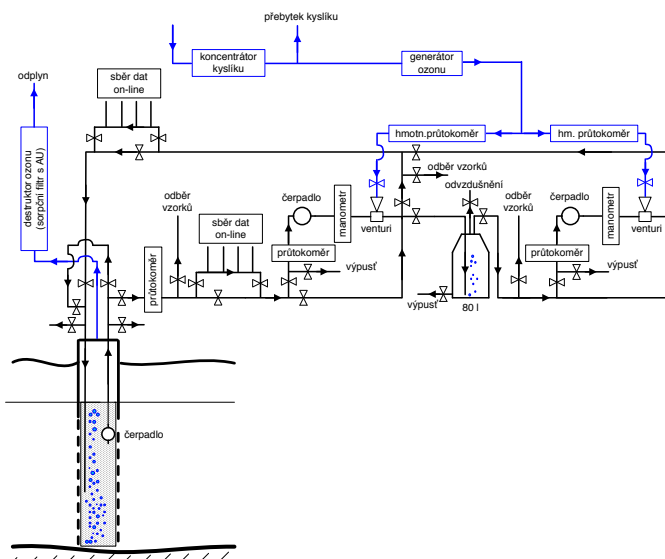 přebytek kyslíku
koncentrátor
kyslíku
generátor
ozonu
odplyn
sběr dat
on-line
destruktor ozonu
(sorpční filtr s AU)
hmotn.průtokoměr
hm. průtokoměr
odběr vzorků
odvzdušnění
odběr
vzorků
sběr dat
on-line
čerpadlo
manometr
venturi
průtokoměr
výpusť
průtokoměr
odběr
vzorků
čerpadlo
manometr
venturi
průtokoměr
výpusť
výpusť
80 l
čerpadlo